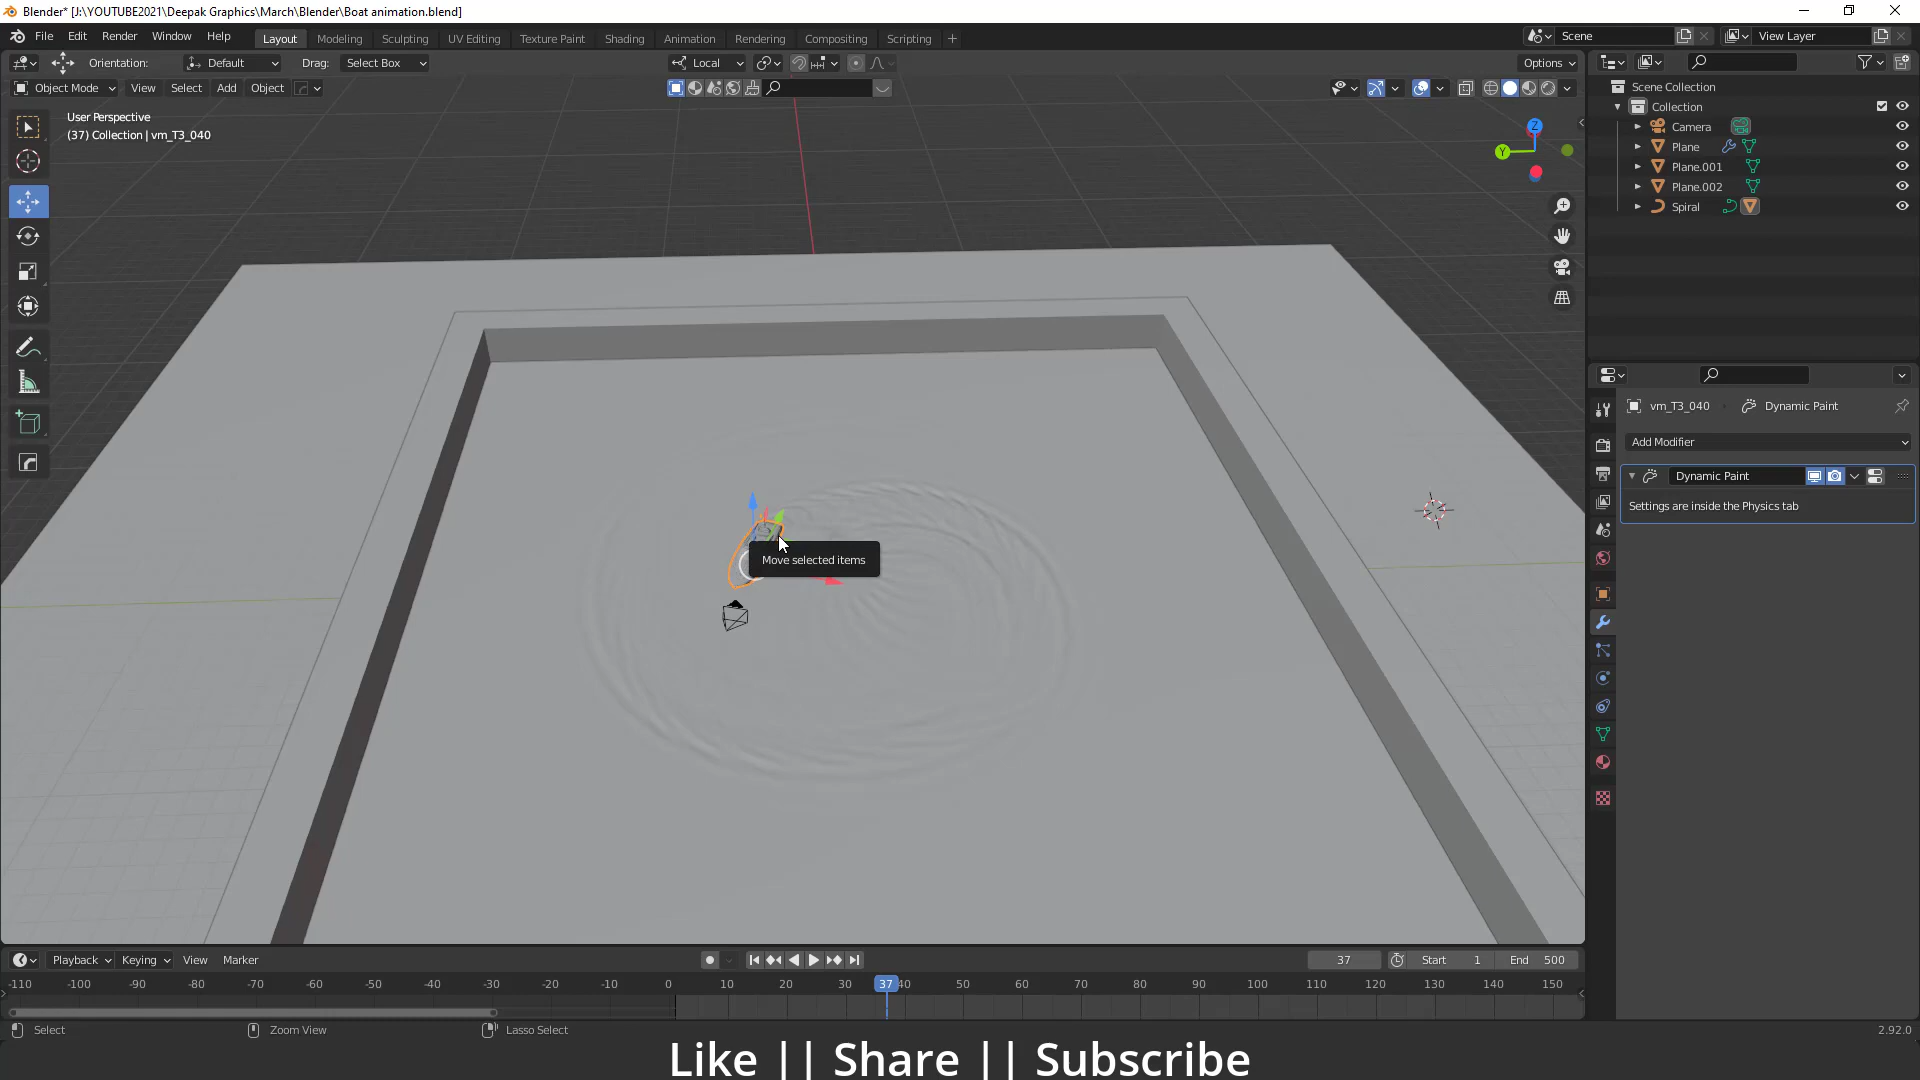 Blender* [J:\YOUTUBE2021\Deepak Graphics\March\Blender\Boat animation.blend]
File Edit Render Window Help Layout Modeling Sculpting UV Editing Texture Paint Shading Animation Rendering Compositing Scripting + Scene View Layer
Orientation: Default Drag: Select Box Local Options
Object Mode View Select Add Object
User Perspective
(37) Collection | vm_T3_040
Z
Y
Move selected items
Scene Collection
Collection
Camera
Plane
Plane.001
Plane.002
Spiral
vm_T3_040 Dynamic Paint
Add Modifier
Dynamic Paint
Settings are inside the Physics tab
Playback Keying View Marker 37 Start 1 End 500
-110 -100 -90 -80 -70 -60 -50 -40 -30 -20 -10 0 10 20 30 37 40 50 60 70 80 90 100 110 120 130 140 150
Select Zoom View Lasso Select 2.92.0
Like || Share || Subscribe